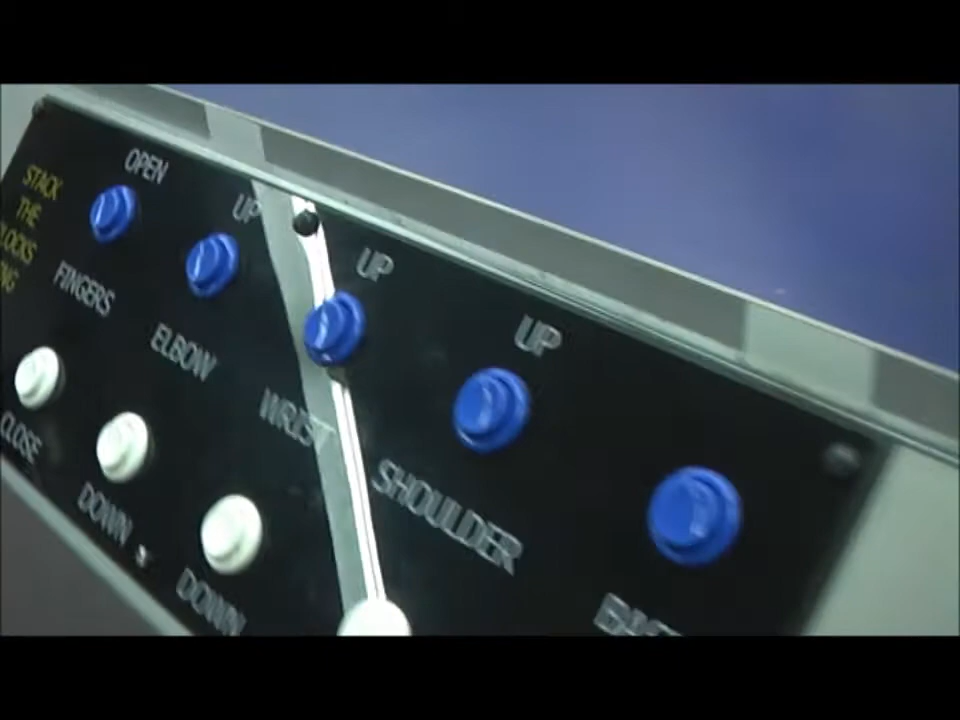 OPEN
UP
UP
UP
STACK
THE
FINGERS
ELBOW
WRIST
SHOULDER
CLOSE
DOWN
DOWN